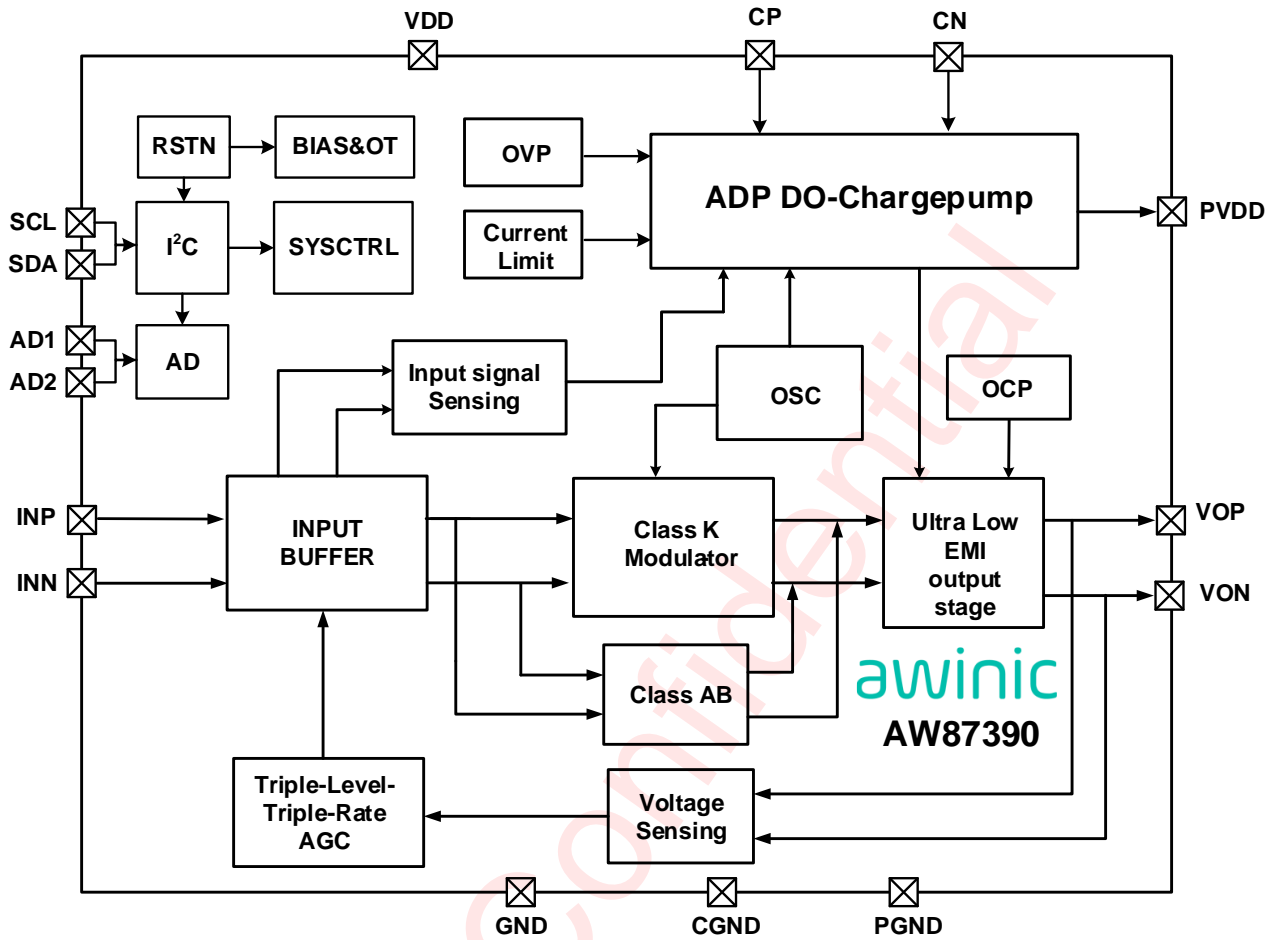 VDD
CP
CN
RSTN
BIAS&OT
OVP
ADP DO-Chargepump
SCL
SDA
I²C
SYSCTRL
Current
Limit
PVDD
AD1
AD2
AD
Input signal
Sensing
OSC
OCP
INP
INN
INPUT
BUFFER
Class K
Modulator
Ultra Low
EMI
output
stage
VOP
VON
Class AB
awinic
AW87390
Triple-Level-
Triple-Rate
AGC
Voltage
Sensing
GND
CGND
PGND
Confidential